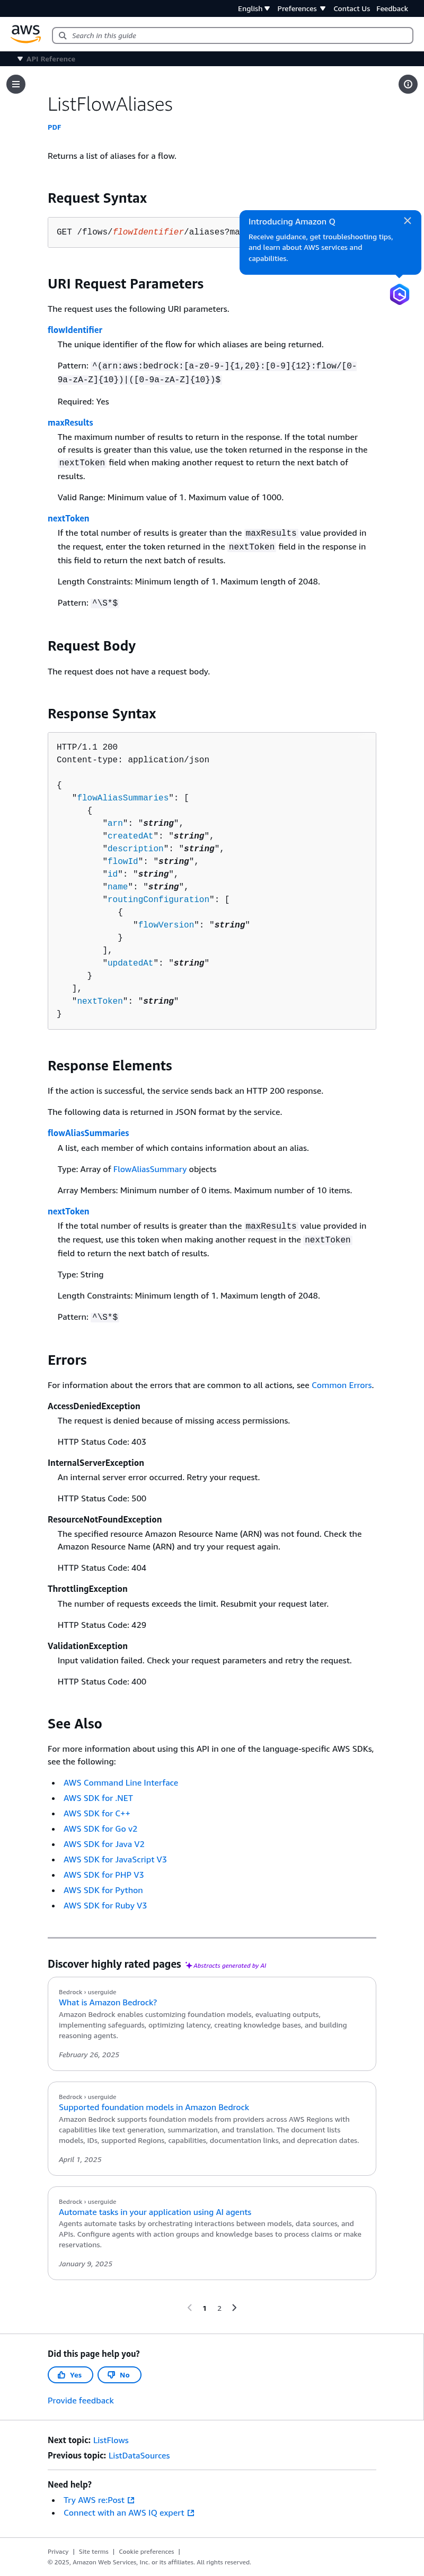 English Preferences Contact Us Feedback
aws
Search in this guide
API Reference
ListFlowAliases
PDF
Returns a list of aliases for a flow.
Request Syntax
GET /flows/flowIdentifier/aliases?ma
Introducing Amazon Q
Receive guidance, get troubleshooting tips,
and learn about AWS services and
capabilities.
URI Request Parameters
The request uses the following URI parameters.
flowIdentifier
The unique identifier of the flow for which aliases are being returned.
Pattern: ^(arn:aws:bedrock:[a-z0-9-]{1,20}:[0-9]{12}:flow/[0-
9a-zA-Z]{10})|([0-9a-zA-Z]{10})$
Required: Yes
maxResults
The maximum number of results to return in the response. If the total number
of results is greater than this value, use the token returned in the response in the
nextToken field when making another request to return the next batch of
results.
Valid Range: Minimum value of 1. Maximum value of 1000.
nextToken
If the total number of results is greater than the maxResults value provided in
the request, enter the token returned in the nextToken field in the response in
this field to return the next batch of results.
Length Constraints: Minimum length of 1. Maximum length of 2048.
Pattern: ^\S*$
Request Body
The request does not have a request body.
Response Syntax
HTTP/1.1 200
Content-type: application/json
{
"flowAliasSummaries": [
{
"arn": "string",
"createdAt": "string",
"description": "string",
"flowId": "string",
"id": "string",
"name": "string",
"routingConfiguration": [
{
"flowVersion": "string"
}
],
"updatedAt": "string"
}
],
"nextToken": "string"
}
Response Elements
If the action is successful, the service sends back an HTTP 200 response.
The following data is returned in JSON format by the service.
flowAliasSummaries
A list, each member of which contains information about an alias.
Type: Array of FlowAliasSummary objects
Array Members: Minimum number of 0 items. Maximum number of 10 items.
nextToken
If the total number of results is greater than the maxResults value provided in
the request, use this token when making another request in the nextToken
field to return the next batch of results.
Type: String
Length Constraints: Minimum length of 1. Maximum length of 2048.
Pattern: ^\S*$
Errors
For information about the errors that are common to all actions, see Common Errors.
AccessDeniedException
The request is denied because of missing access permissions.
HTTP Status Code: 403
InternalServerException
An internal server error occurred. Retry your request.
HTTP Status Code: 500
ResourceNotFoundException
The specified resource Amazon Resource Name (ARN) was not found. Check the
Amazon Resource Name (ARN) and try your request again.
HTTP Status Code: 404
ThrottlingException
The number of requests exceeds the limit. Resubmit your request later.
HTTP Status Code: 429
ValidationException
Input validation failed. Check your request parameters and retry the request.
HTTP Status Code: 400
See Also
For more information about using this API in one of the language-specific AWS SDKs,
see the following:
• AWS Command Line Interface
• AWS SDK for .NET
• AWS SDK for C++
• AWS SDK for Go v2
• AWS SDK for Java V2
• AWS SDK for JavaScript V3
• AWS SDK for PHP V3
• AWS SDK for Python
• AWS SDK for Ruby V3
Discover highly rated pages Abstracts generated by AI
Bedrock › userguide
What is Amazon Bedrock?
Amazon Bedrock enables customizing foundation models, evaluating outputs,
implementing safeguards, optimizing latency, creating knowledge bases, and building
reasoning agents.
February 26, 2025
Bedrock › userguide
Supported foundation models in Amazon Bedrock
Amazon Bedrock supports foundation models from providers across AWS Regions with
capabilities like text generation, summarization, and translation. The document lists
models, IDs, supported Regions, capabilities, documentation links, and deprecation dates.
April 1, 2025
Bedrock › userguide
Automate tasks in your application using AI agents
Agents automate tasks by orchestrating interactions between models, data sources, and
APIs. Configure agents with action groups and knowledge bases to process claims or make
reservations.
January 9, 2025
1 2
Did this page help you?
Yes No
Provide feedback
Next topic: ListFlows
Previous topic: ListDataSources
Need help?
• Try AWS re:Post
• Connect with an AWS IQ expert
Privacy | Site terms | Cookie preferences |
© 2025, Amazon Web Services, Inc. or its affiliates. All rights reserved.